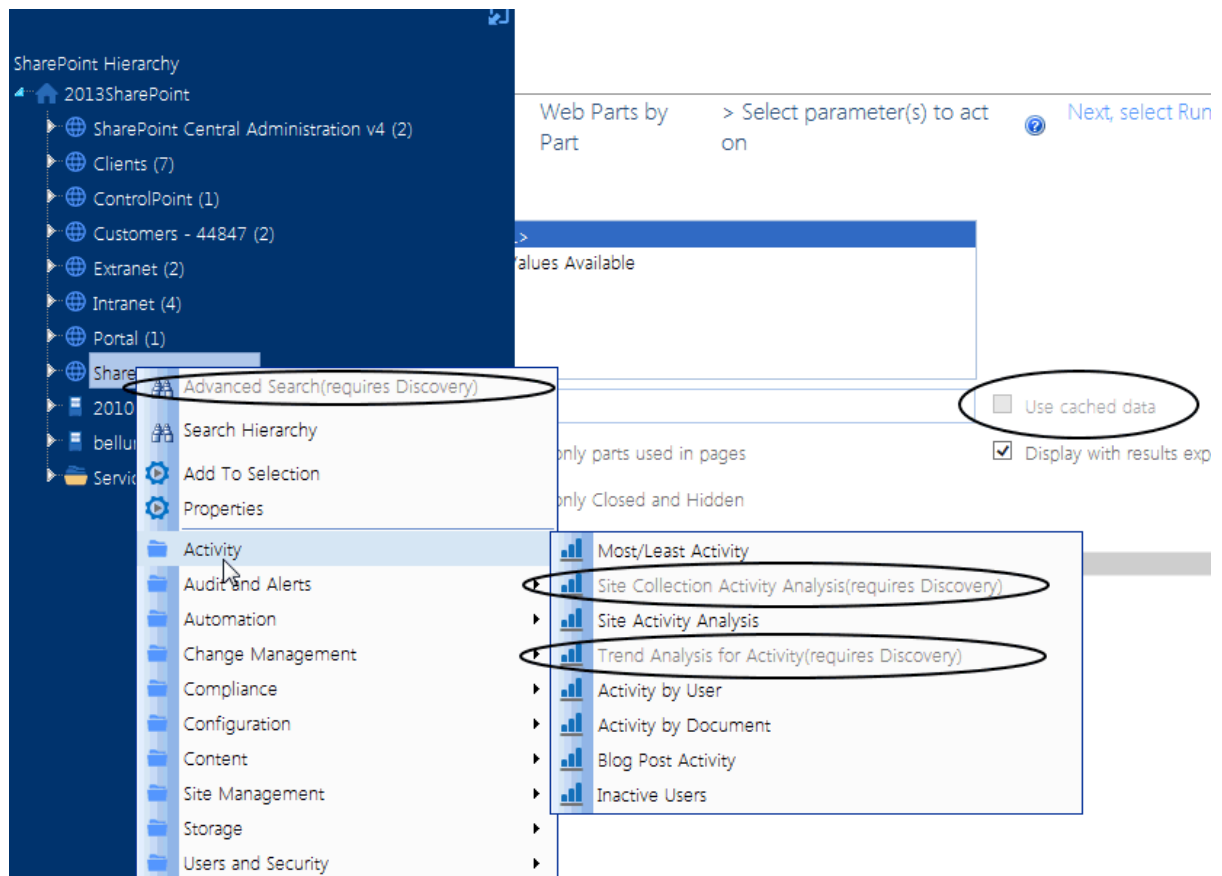 SharePoint Hierarchy
2013SharePoint
SharePoint Central Administration v4 (2)
Clients (7)
ControlPoint (1)
Customers - 44847 (2)
Extranet (2)
Intranet (4)
Portal (1)
Share
2010
bellu
Servic
Web Parts by
Part
> Select parameter(s) to act
on
Next, select Run
alues Available
Use cached data
only parts used in pages
Display with results exp
only Closed and Hidden
Advanced Search(requires Discovery)
Search Hierarchy
Add To Selection
Properties
Activity
Audit and Alerts
Automation
Change Management
Compliance
Configuration
Content
Site Management
Storage
Users and Security
Most/Least Activity
Site Collection Activity Analysis(requires Discovery)
Site Activity Analysis
Trend Analysis for Activity(requires Discovery)
Activity by User
Activity by Document
Blog Post Activity
Inactive Users